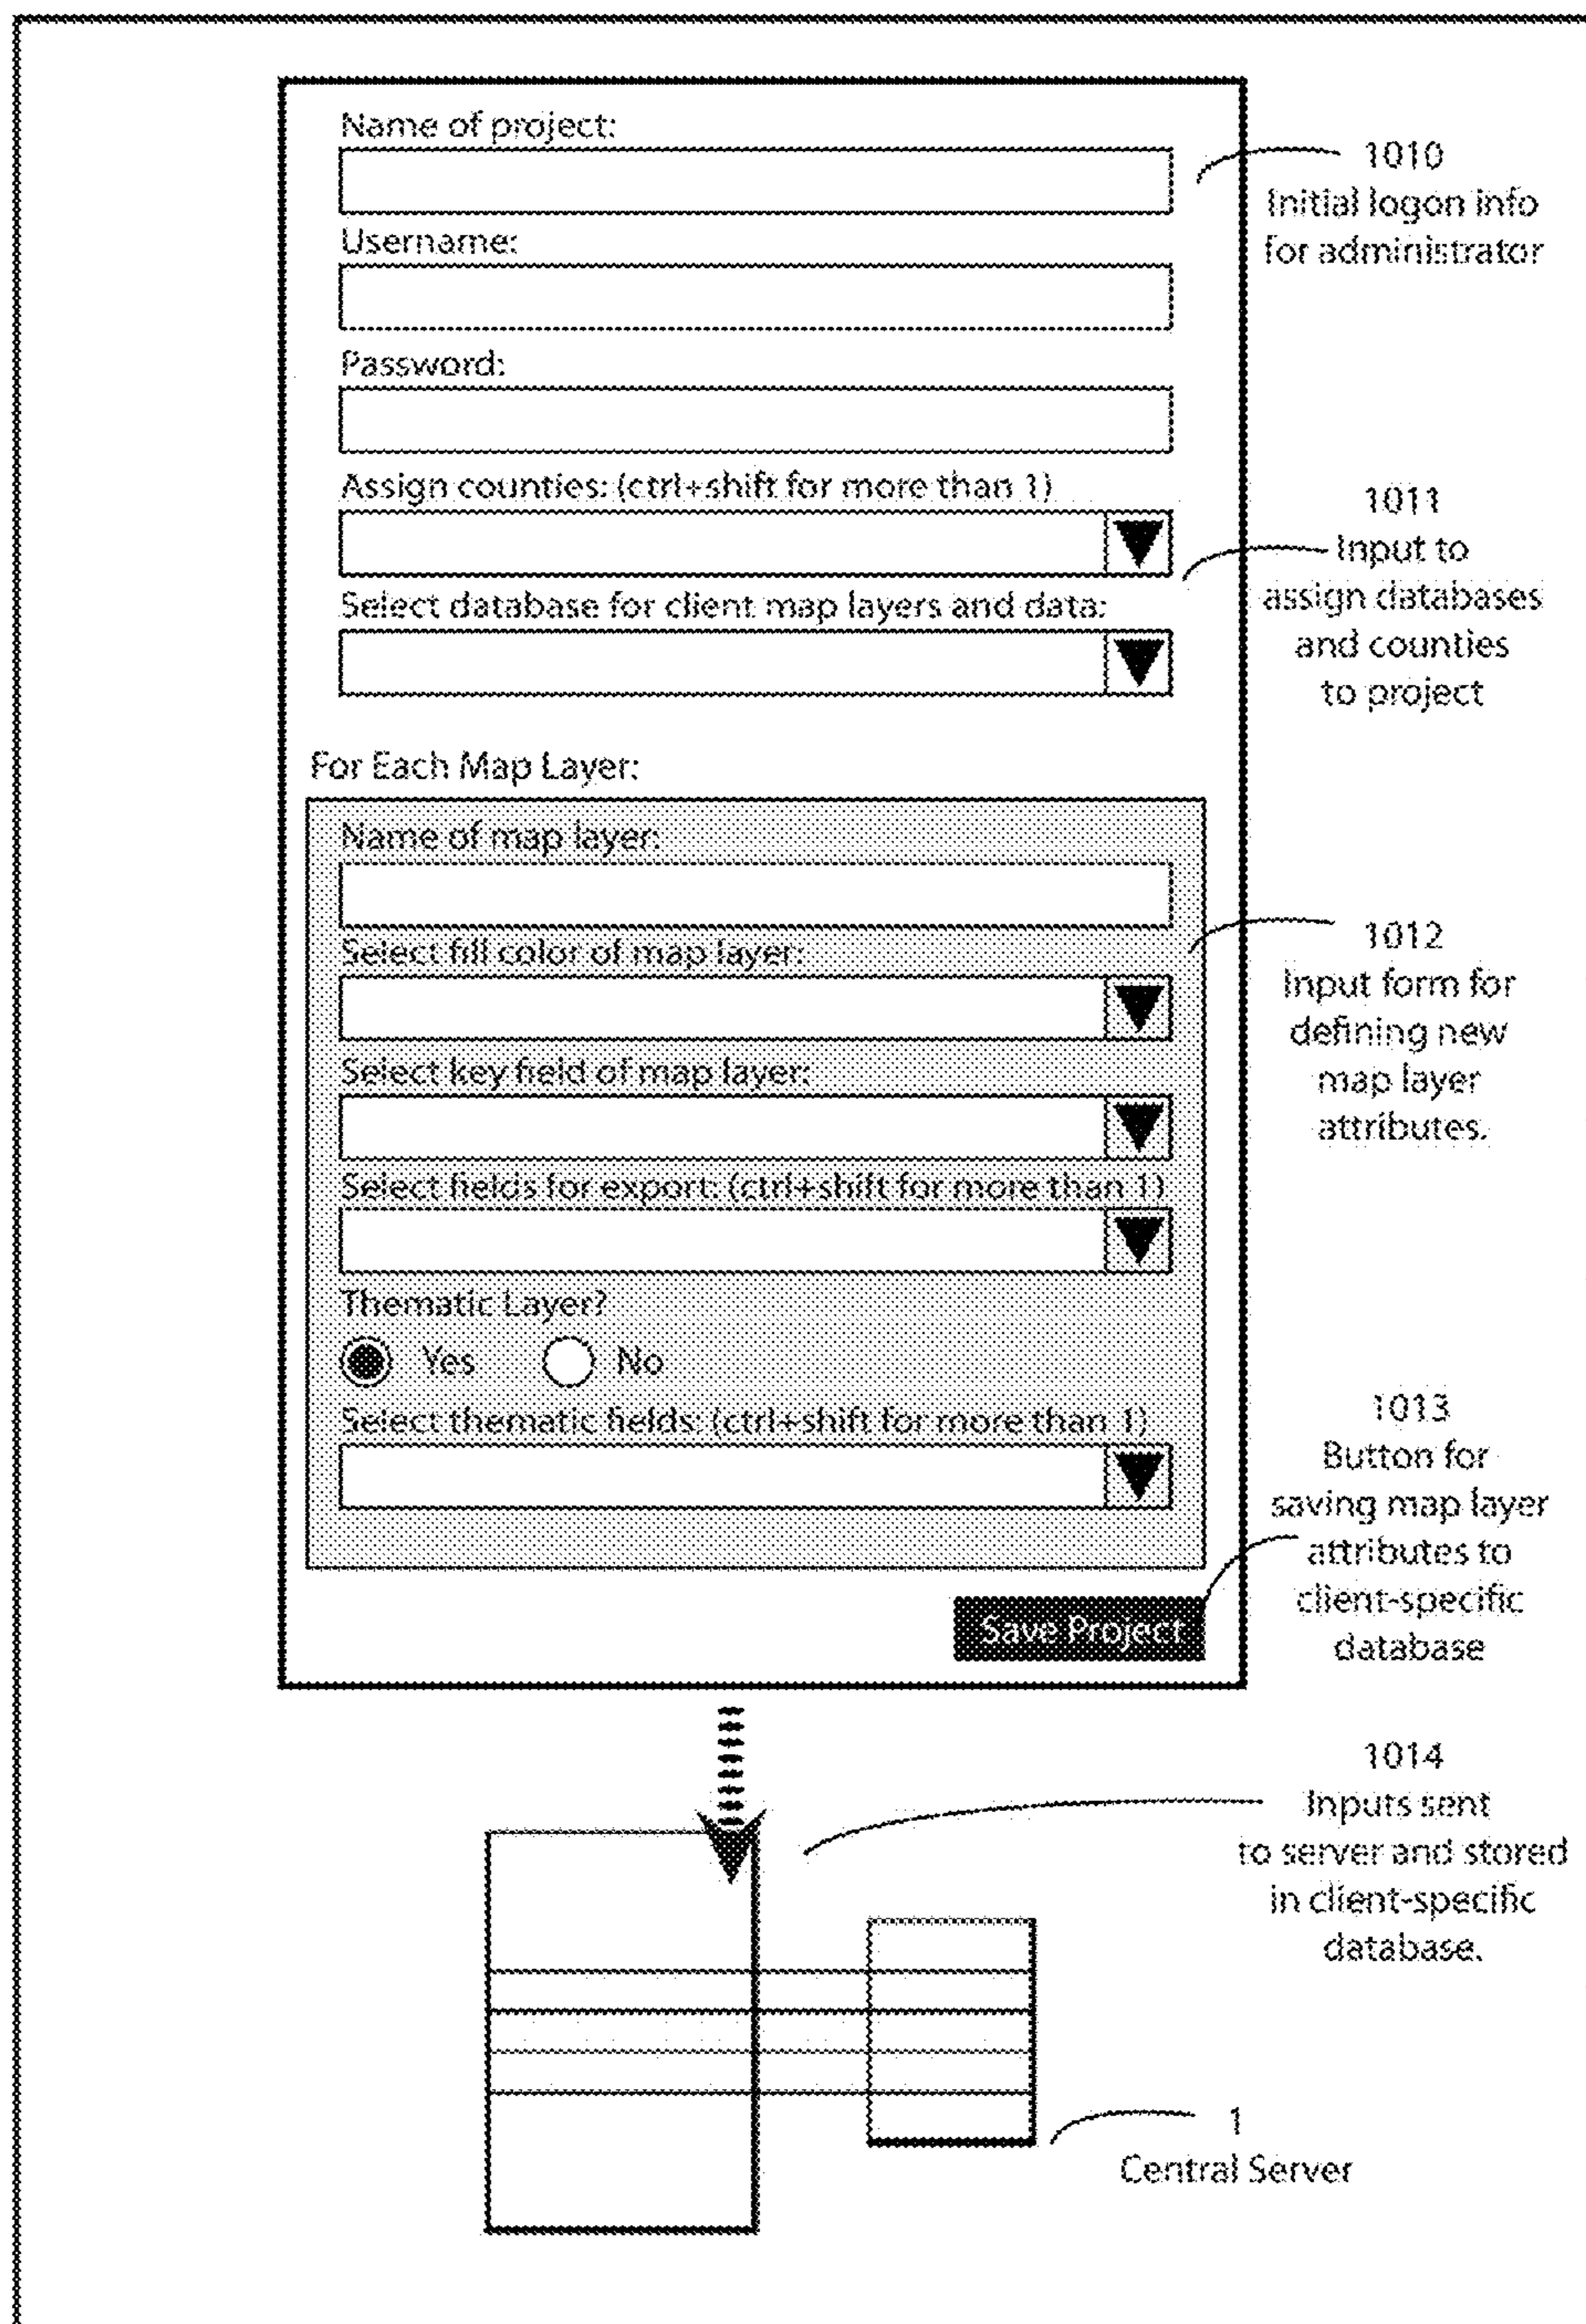 Name of project:
Username:
Password:
Assign counties: (ctrl+shift for more than 1)
Select database for client map layers and data:
For Each Map Layer:
Name of map layer:
Select fill color of map layer:
Select key field of map layer:
Select fields for export: (ctrl+shift for more than 1)
Thematic Layer?
Yes No
Select thematic fields: (ctrl+shift for more than 1)
Save Project
1010
Initial logon info
for administrator
1011
Input to
assign databases
and counties
to project
1012
Input form for
defining new
map layer
attributes.
1013
Button for
saving map layer
attributes to
client-specific
database
1014
Inputs sent
to server and stored
in client-specific
database.
1
Central Server